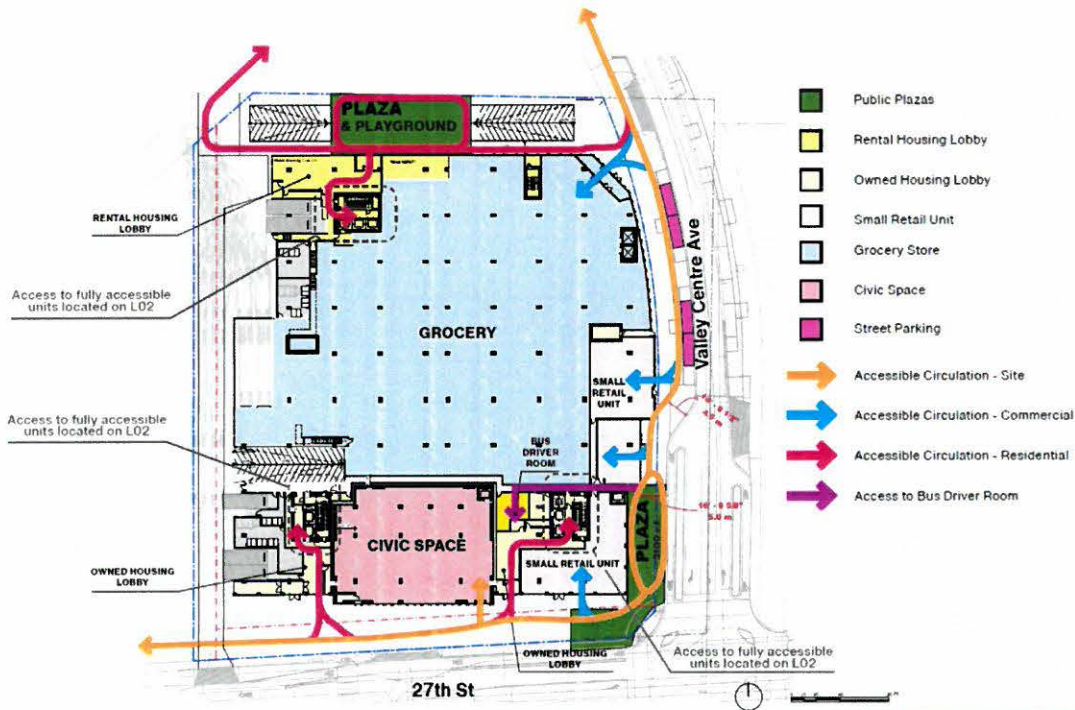 PLAZA
& PLAYGROUND
RENTAL HOUSING
LOBBY
Access to fully accessible
units located on L02
GROCERY
Valley Centre Ave
SMALL
RETAIL
UNIT
Access to fully accessible
units located on L02
BUS
DRIVER
ROOM
CIVIC SPACE
SMALL RETAIL UNIT
PLAZA
OWNED HOUSING
LOBBY
OWNED HOUSING
LOBBY
Access to fully accessible
units located on L02
27th St
5.0 m
Public Plazas
Rental Housing Lobby
Owned Housing Lobby
Small Retail Unit
Grocery Store
Civic Space
Street Parking
Accessible Circulation - Site
Accessible Circulation - Commercial
Accessible Circulation - Residential
Access to Bus Driver Room